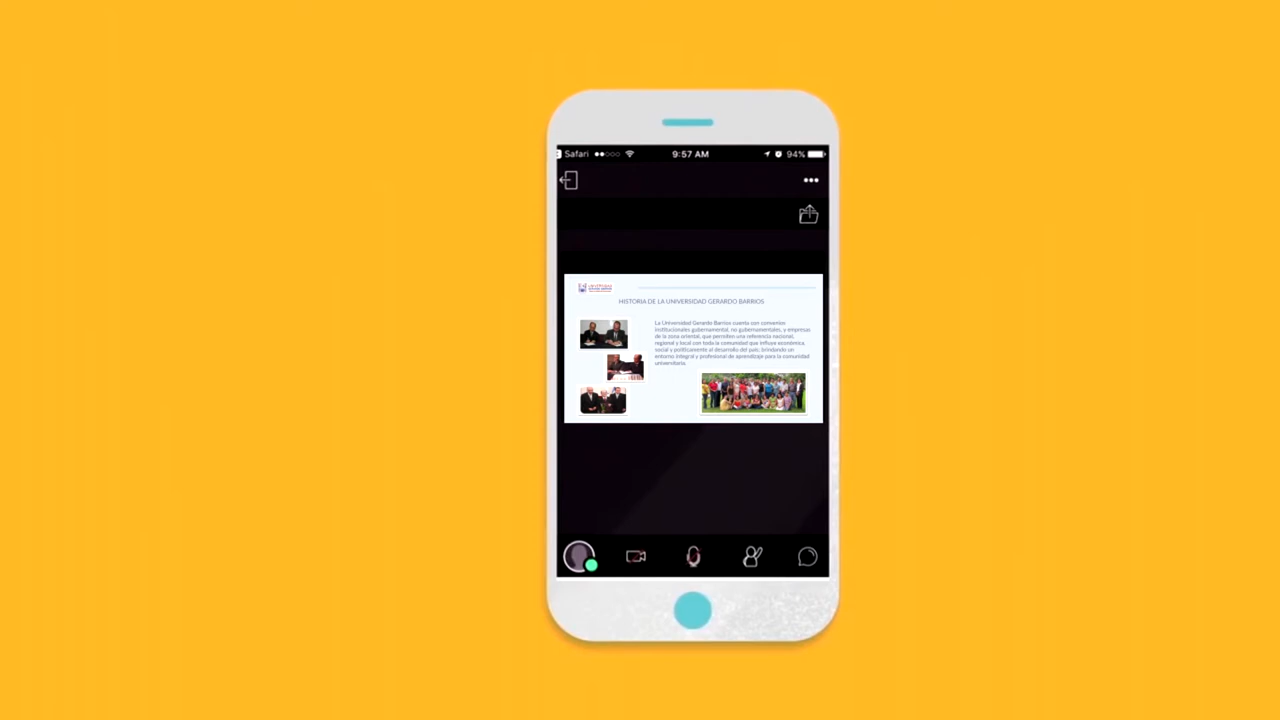 Safari 9:57 AM 94%
HISTORIA DE LA UNIVERSIDAD GERARDO BARRIOS
La Universidad Gerardo Barrios cuenta con convenios
institucionales gubernamental, no gubernamentales, y empresas
de la zona oriental, que permiten una referencia nacional,
regional y local con toda la comunidad que influye económica,
social y políticamente al desarrollo del país; brindando un
entorno integral y profesional de aprendizaje para la comunidad
universitaria.